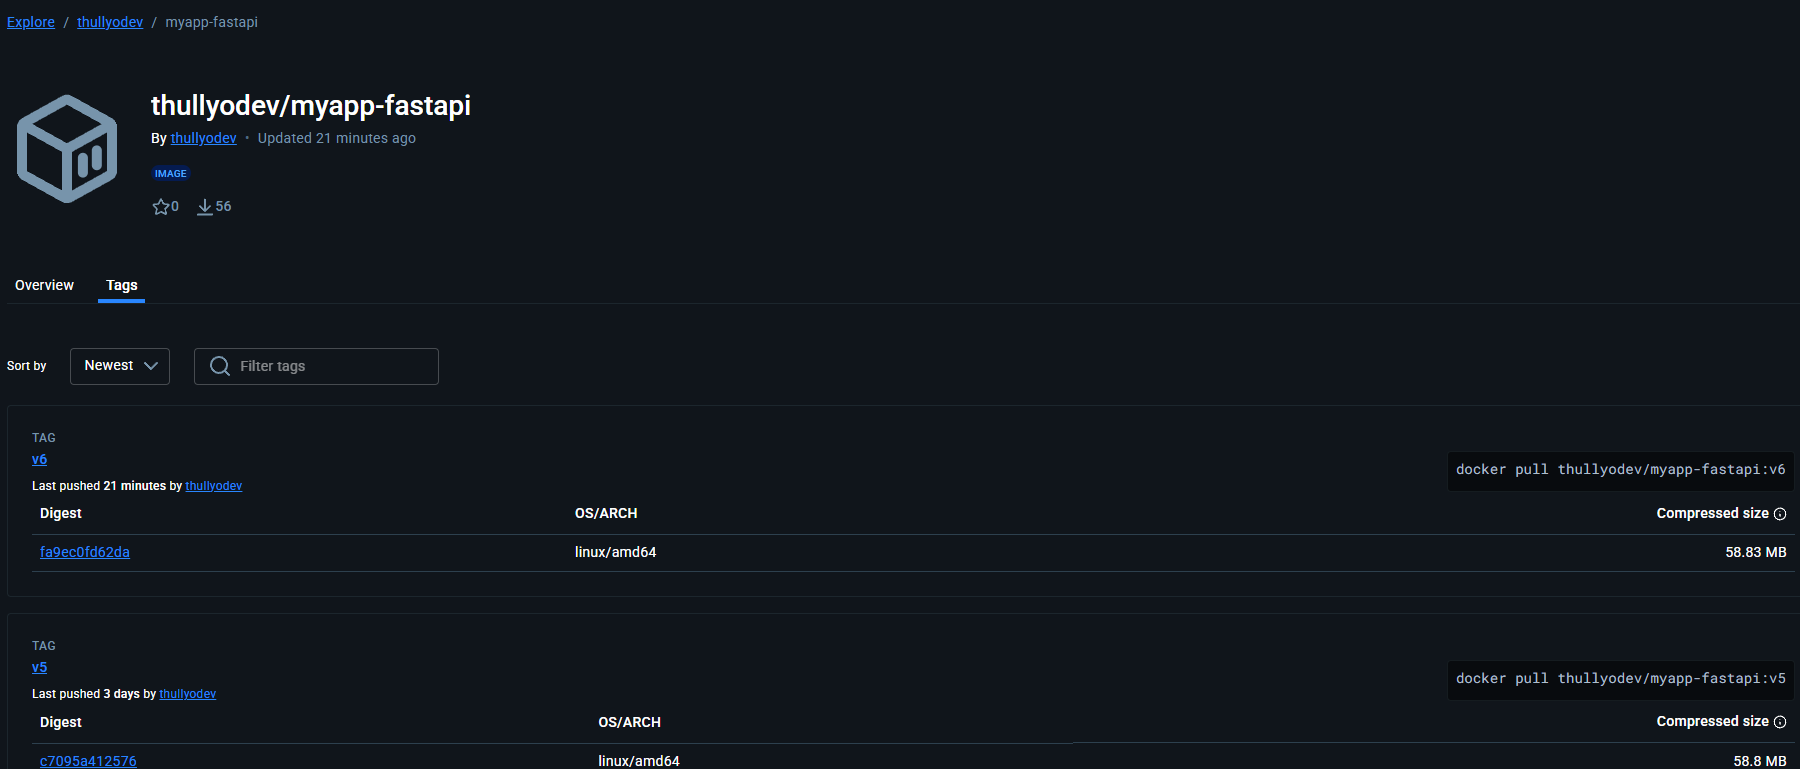 Explore / thullyodev / myapp-fastapi
thullyodev/myapp-fastapi
By thullyodev • Updated 21 minutes ago
IMAGE
0 56
Overview Tags
Sort by Newest Filter tags
TAG
v6
docker pull thullyodev/myapp-fastapi:v6
Last pushed 21 minutes by thullyodev
Digest OS/ARCH Compressed size
fa9ec0fd62da linux/amd64 58.83 MB
TAG
v5
docker pull thullyodev/myapp-fastapi:v5
Last pushed 3 days by thullyodev
Digest OS/ARCH Compressed size
c7095a412576 linux/amd64 58.8 MB